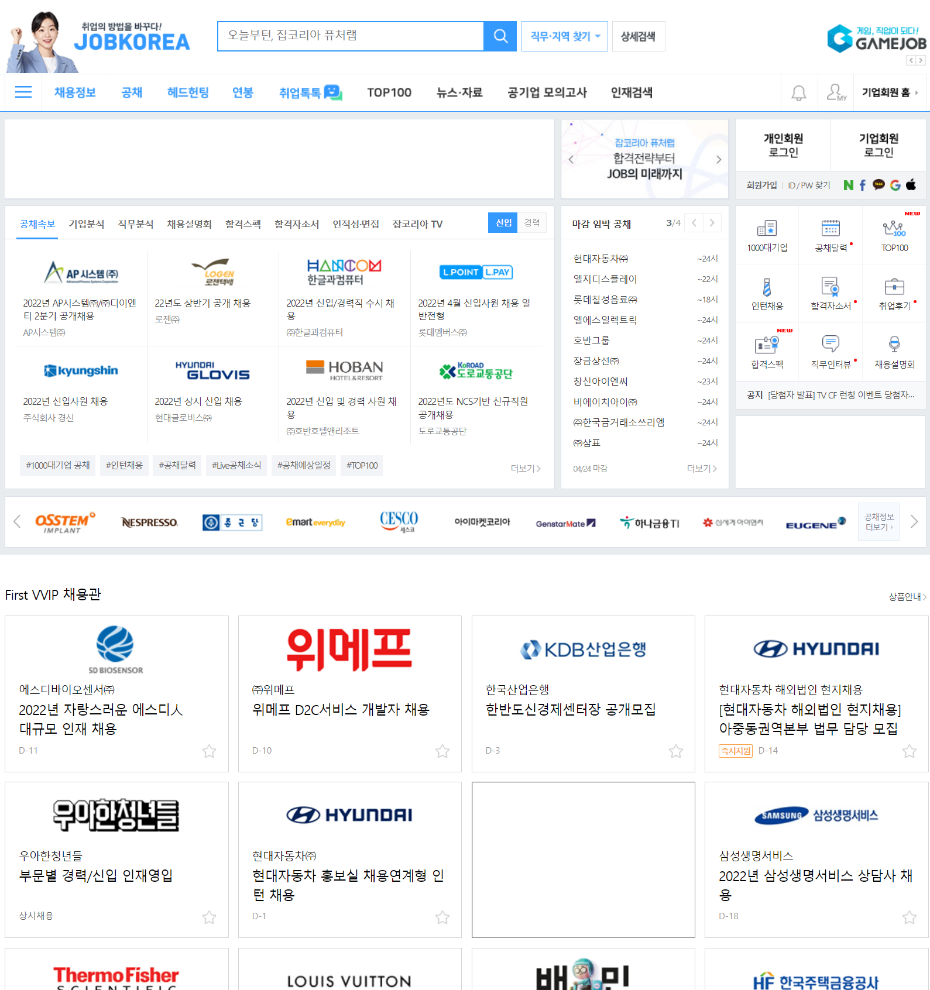 취업의 방법을 바꾸다!
JOBKOREA
오늘부턴, 잡코리아 퓨처랩
직무·지역 찾기
상세검색
게임, 직업이 되다!
GAMEJOB
채용정보 공채 헤드헌팅 연봉 취업톡톡 TOP100 뉴스·자료 공기업 모의고사 인재검색
MY
기업회원 홈
잡코리아 퓨처랩
합격전략부터
JOB의 미래까지
개인회원
로그인
기업회원
로그인
회원가입 ID/PW 찾기
공채속보 기업분석 직무분석 채용설명회 합격스펙 합격자소서 인적성·면접 잡코리아 TV
신입 경력
AP시스템(주)
Advanced Process Systems Corporation
2022년 AP시스템㈜/㈜디이엔
티 2분기 공개채용
AP시스템㈜
LOGEN
로젠택배
22년도 상반기 공개 채용
로젠㈜
HANCOM
한글과컴퓨터
2022년 신입/경력직 수시 채
용
㈜한글과컴퓨터
L.POINT L.PAY
2022년 4월 신입사원 채용 일
반전형
롯데멤버스㈜
kyungshin
2022년 신입사원 채용
주식회사 경신
HYUNDAI
GLOVIS
2022년 상시 신입 채용
현대글로비스㈜
HOBAN
HOTEL&RESORT
2022년 신입 및 경력 사원 채
용
㈜호반호텔앤리조트
KoROAD
도로교통공단
2022년도 NCS기반 신규직원
공개채용
도로교통공단
#1000대기업 공채 #인턴채용 #공채달력 #Live공채소식 #공채예상일정 #TOP100
더보기
마감 임박 공채 3/4
현대자동차㈜ ~24시
엘지디스플레이 ~22시
롯데칠성음료㈜ ~18시
엘에스일렉트릭 ~24시
호반그룹 ~24시
장금상선㈜ ~24시
창신아이엔씨 ~23시
비에이치아이㈜ ~24시
㈜한국금거래소쓰리엠 ~24시
㈜삼표 ~24시
04/24 마감 더보기
NEW
1000대기업 공채달력 TOP100
인턴채용 합격자소서 취업후기
NEW
합격스펙 직무인터뷰 채용설명회
공지 [당첨자 발표] TV CF 런칭 이벤트 당첨자...
OSSTEM
IMPLANT
NESPRESSO.
종근당
emart everyday
CESCO
세스코
아이마켓코리아
GenstarMate
하나금융TI
신세계아이앤씨
EUGENE
공채정보
더보기
First VVIP 채용관
상품안내
SD BIOSENSOR
에스디바이오센서㈜
2022년 자랑스러운 에스디人
대규모 인재 채용
D-11
위메프
㈜위메프
위메프 D2C서비스 개발자 채용
D-10
KDB산업은행
한국산업은행
한반도신경제센터장 공개모집
D-3
HYUNDAI
현대자동차 해외법인 현지채용
[현대자동차 해외법인 현지채용]
아중동권역본부 법무 담당 모집
즉시지원 D-14
우아한청년들
우아한청년들
부문별 경력/신입 인재영입
상시채용
HYUNDAI
현대자동차㈜
현대자동차 홍보실 채용연계형 인
턴 채용
D-1
SAMSUNG 삼성생명서비스
삼성생명서비스
2022년 삼성생명서비스 상담사 채
용
D-18
ThermoFisher
SCIENTIFIC
LOUIS VUITTON
HF 한국주택금융공사